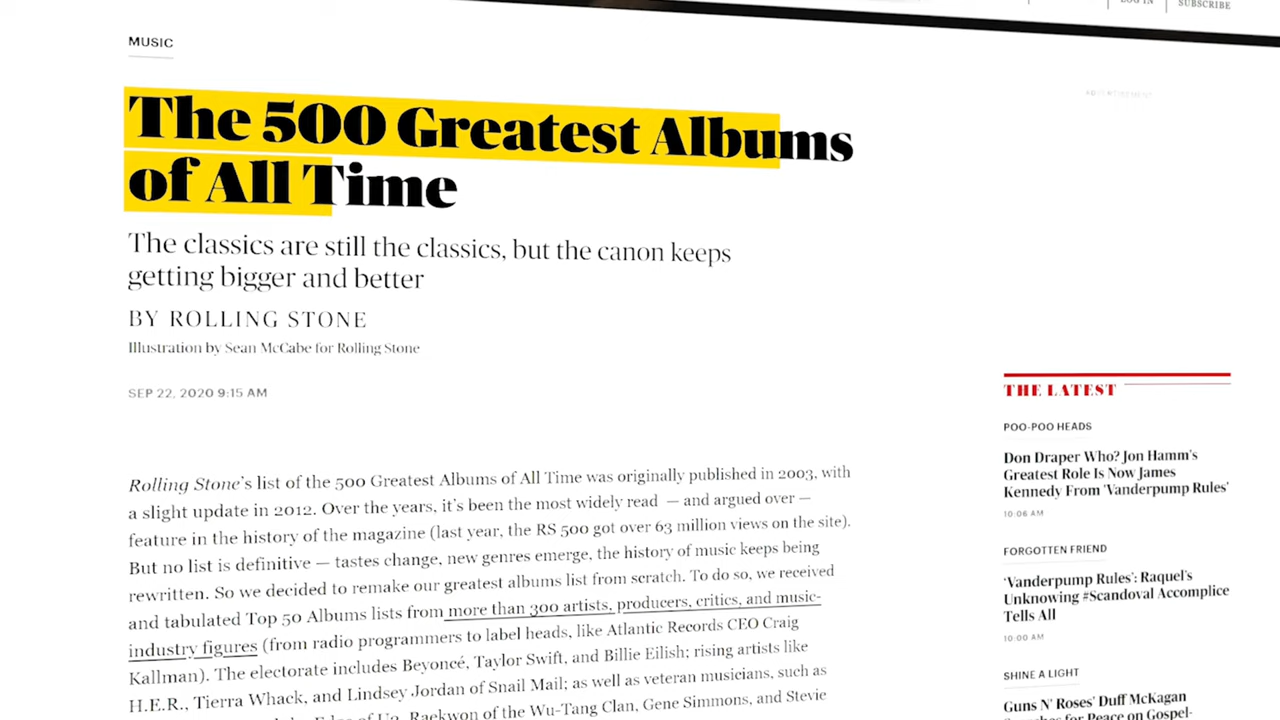 LOG IN
SUBSCRIBE
MUSIC
ADVERTISEMENT
The 500 Greatest Albums
of All Time
The classics are still the classics, but the canon keeps
getting bigger and better
BY ROLLING STONE
Illustration by Sean McCabe for Rolling Stone
SEP 22, 2020 9:15 AM
Rolling Stone's list of the 500 Greatest Albums of All Time was originally published in 2003, with
a slight update in 2012. Over the years, it's been the most widely read — and argued over —
feature in the history of the magazine (last year, the RS 500 got over 63 million views on the site).
But no list is definitive — tastes change, new genres emerge, the history of music keeps being
rewritten. So we decided to remake our greatest albums list from scratch. To do so, we received
and tabulated Top 50 Albums lists from more than 300 artists, producers, critics, and music-
industry figures (from radio programmers to label heads, like Atlantic Records CEO Craig
Kallman). The electorate includes Beyoncé, Taylor Swift, and Billie Eilish; rising artists like
H.E.R., Tierra Whack, and Lindsey Jordan of Snail Mail; as well as veteran musicians, such as
Raekwon of the Wu-Tang Clan, Gene Simmons, and Stevie
THE LATEST
POO-POO HEADS
Don Draper Who? Jon Hamm's
Greatest Role Is Now James
Kennedy From 'Vanderpump Rules'
10:06 AM
FORGOTTEN FRIEND
'Vanderpump Rules': Raquel's
Unknowing #Scandoval Accomplice
Tells All
10:00 AM
SHINE A LIGHT
Guns N' Roses' Duff McKagan
for Peace on Gospel-